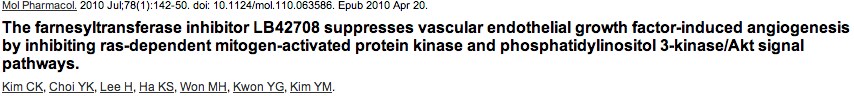 Mol Pharmacol. 2010 Jul;78(1):142-50. doi: 10.1124/mol.110.063586. Epub 2010 Apr 20.
The farnesyltransferase inhibitor LB42708 suppresses vascular endothelial growth factor-induced angiogenesis
by inhibiting ras-dependent mitogen-activated protein kinase and phosphatidylinositol 3-kinase/Akt signal
pathways.
Kim CK, Choi YK, Lee H, Ha KS, Won MH, Kwon YG, Kim YM.